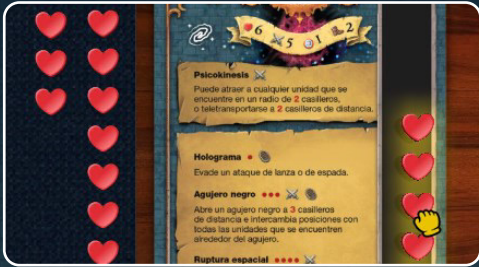 6 5 1 2
Psicokinesis
Puede atraer a cualquier unidad que se
encuentre en un radio de 2 casilleros,
o teletransportarse a 2 casilleros de distancia.
Holograma
Evade un ataque de lanza o de espada.
Agujero negro
Abre un agujero negro a 3 casilleros
de distancia e intercambia posiciones con
todas las unidades que se encuentren
alrededor del agujero.
Ruptura espacial